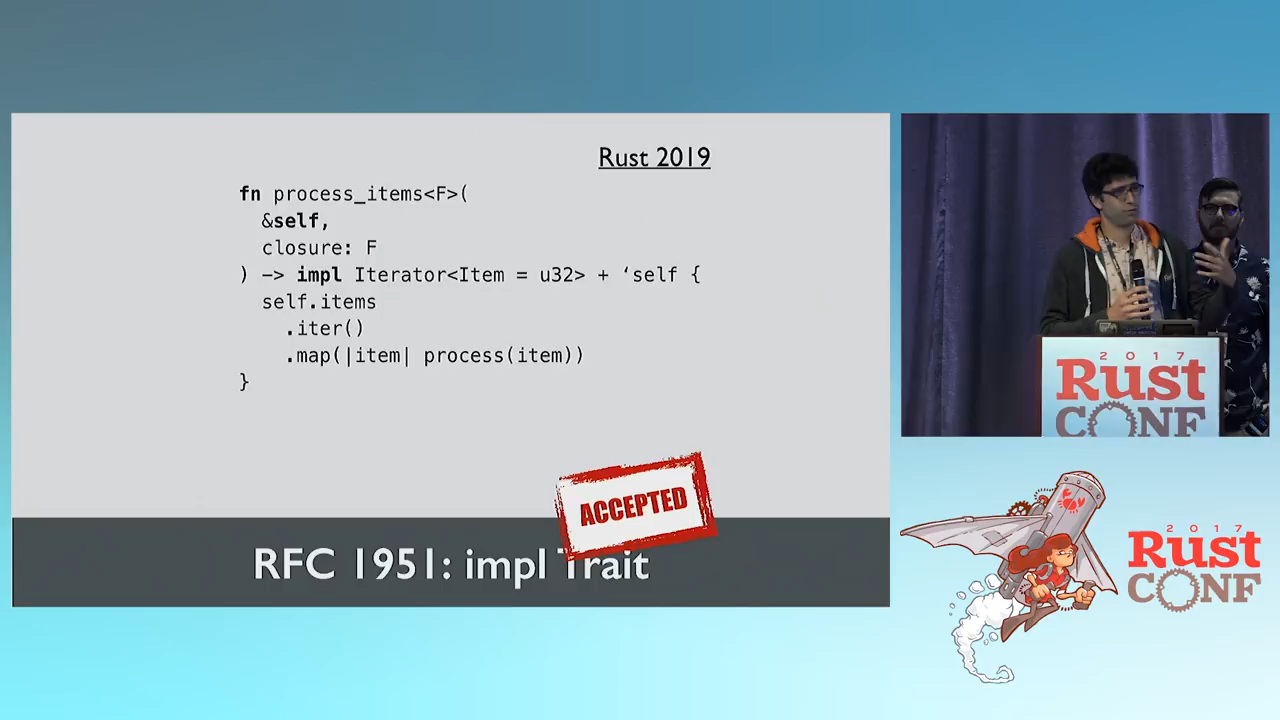 Rust 2019
fn process_items<F>(
&self,
closure: F
) -> impl Iterator<Item = u32> + ‘self {
self.items
.iter()
.map(|item| process(item))
}
ACCEPTED
RFC 1951: impl Trait
2017
Rust
CONF
2017
Rust
CONF